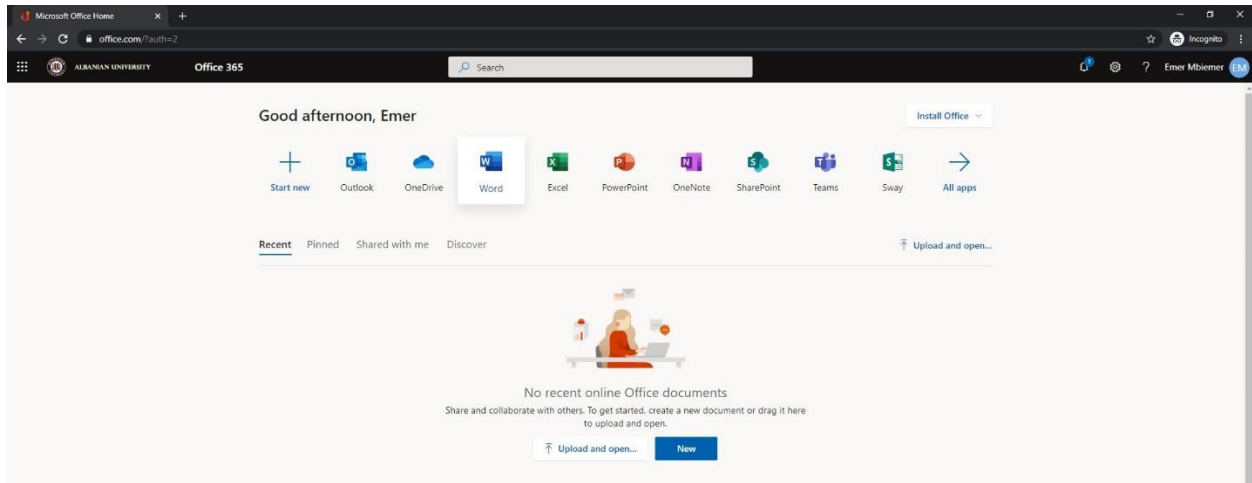 Microsoft Office Home
office.com/?auth=2
Incognito
ALBANIAN UNIVERSITY
Office 365
Search
1
?
Emer Mbiemer
EM
Good afternoon, Emer
Install Office
Start new
Outlook
OneDrive
Word
Excel
PowerPoint
OneNote
SharePoint
Teams
Sway
All apps
Recent
Pinned
Shared with me
Discover
Upload and open...
No recent online Office documents
Share and collaborate with others. To get started, create a new document or drag it here
to upload and open.
Upload and open...
New